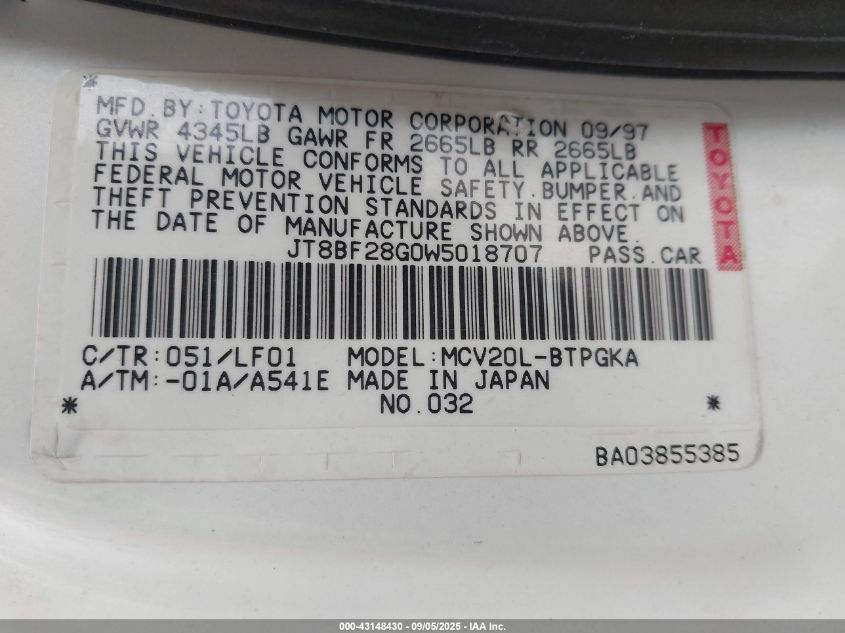 MFD.BY:TOYOTA MOTOR CORPORATION 09/97
GVWR 4345LB GAWR FR 2665LB RR 2665LB
THIS VEHICLE CONFORMS TO ALL APPLICABLE
FEDERAL MOTOR VEHICLE SAFETY.BUMPER.AND
THEFT PREVENTION STANDARDS IN EFFECT ON
THE DATE OF MANUFACTURE SHOWN ABOVE.
JT8BF28G0W5018707 PASS.CAR
TOYOTA
C/TR:051/LF01 MODEL:MCV20L-BTPGKA
A/TM:-01A/A541E MADE IN JAPAN
* NO.032 *
BA03855385
000-43148430 - 09/05/2025 - IAA Inc.